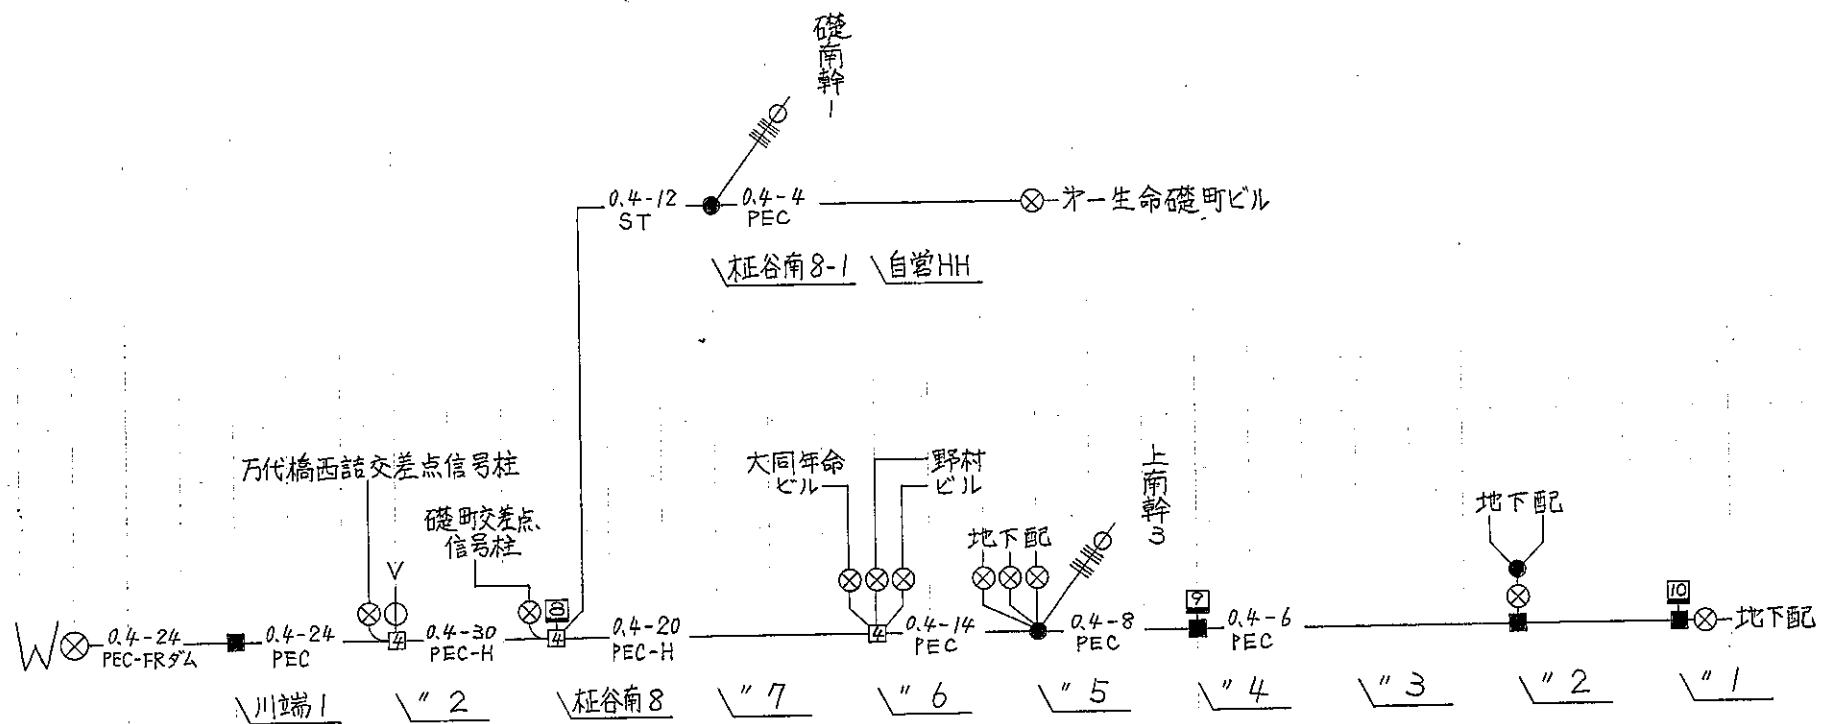 礎南幹1
0.4-12
ST
0.4-4
PEC
第一生命礎町ビル
柾谷南8-1
自営HH
万代橋西詰交差点信号柱
礎町交差点
信号柱
V
8
大同生命
ビル
野村
ビル
地下配
上南幹3
地下配
9
10
W
0.4-24
PEC-FRダム
0.4-24
PEC
4
0.4-30
PEC-H
4
0.4-20
PEC-H
4
0.4-14
PEC
0.4-8
PEC
0.4-6
PEC
地下配
川端1
〃2
柾谷南8
〃7
〃6
〃5
〃4
〃3
〃2
〃1